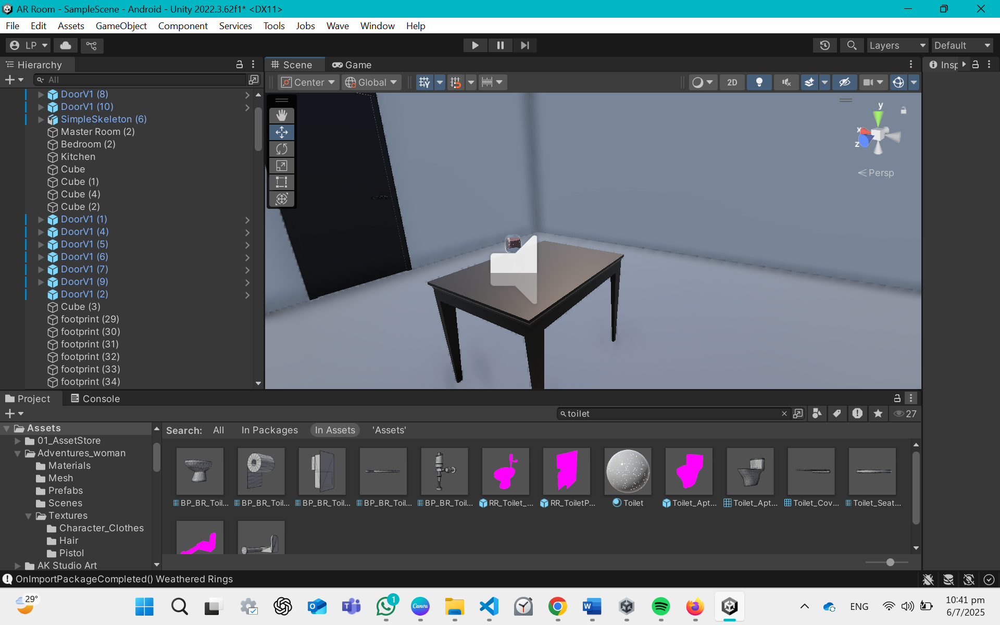 AR Room - SampleScene - Android - Unity 2022.3.62f1* <DX11>
File Edit Assets GameObject Component Services Tools Jobs Wave Window Help
LP Layers Default
Hierarchy Scene Game Insp
All Center Global 2D
DoorV1 (8)
DoorV1 (10)
SimpleSkeleton (6)
Master Room (2)
Bedroom (2)
Kitchen
Cube
Cube (1)
Cube (4)
Cube (2)
DoorV1 (1)
DoorV1 (4)
DoorV1 (5)
DoorV1 (6)
DoorV1 (7)
DoorV1 (9)
DoorV1 (2)
Cube (3)
footprint (29)
footprint (30)
footprint (31)
footprint (32)
footprint (33)
footprint (34)
y
x
z
Persp
Project Console
toilet 27
Assets
01_AssetStore
Adventures_woman
Materials
Mesh
Prefabs
Scenes
Textures
Character_Clothes
Hair
Pistol
AK Studio Art
Search: All In Packages In Assets 'Assets'
BP_BR_Toil... BP_BR_Toil... BP_BR_Toil... BP_BR_Toil... BP_BR_Toil... RR_Toilet_... RR_ToiletP... Toilet Toilet_Apt... Toilet_Apt... Toilet_Cov... Toilet_Seat...
OnImportPackageCompleted() Weathered Rings
29°
1
Canva
ENG
10:41 pm
6/7/2025